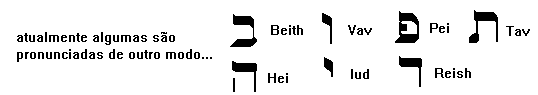 atualmente algumas são
pronunciadas de outro modo...
ב Beith ו Vav פ Pei ת Tav
ה Hei י Iud ר Reish